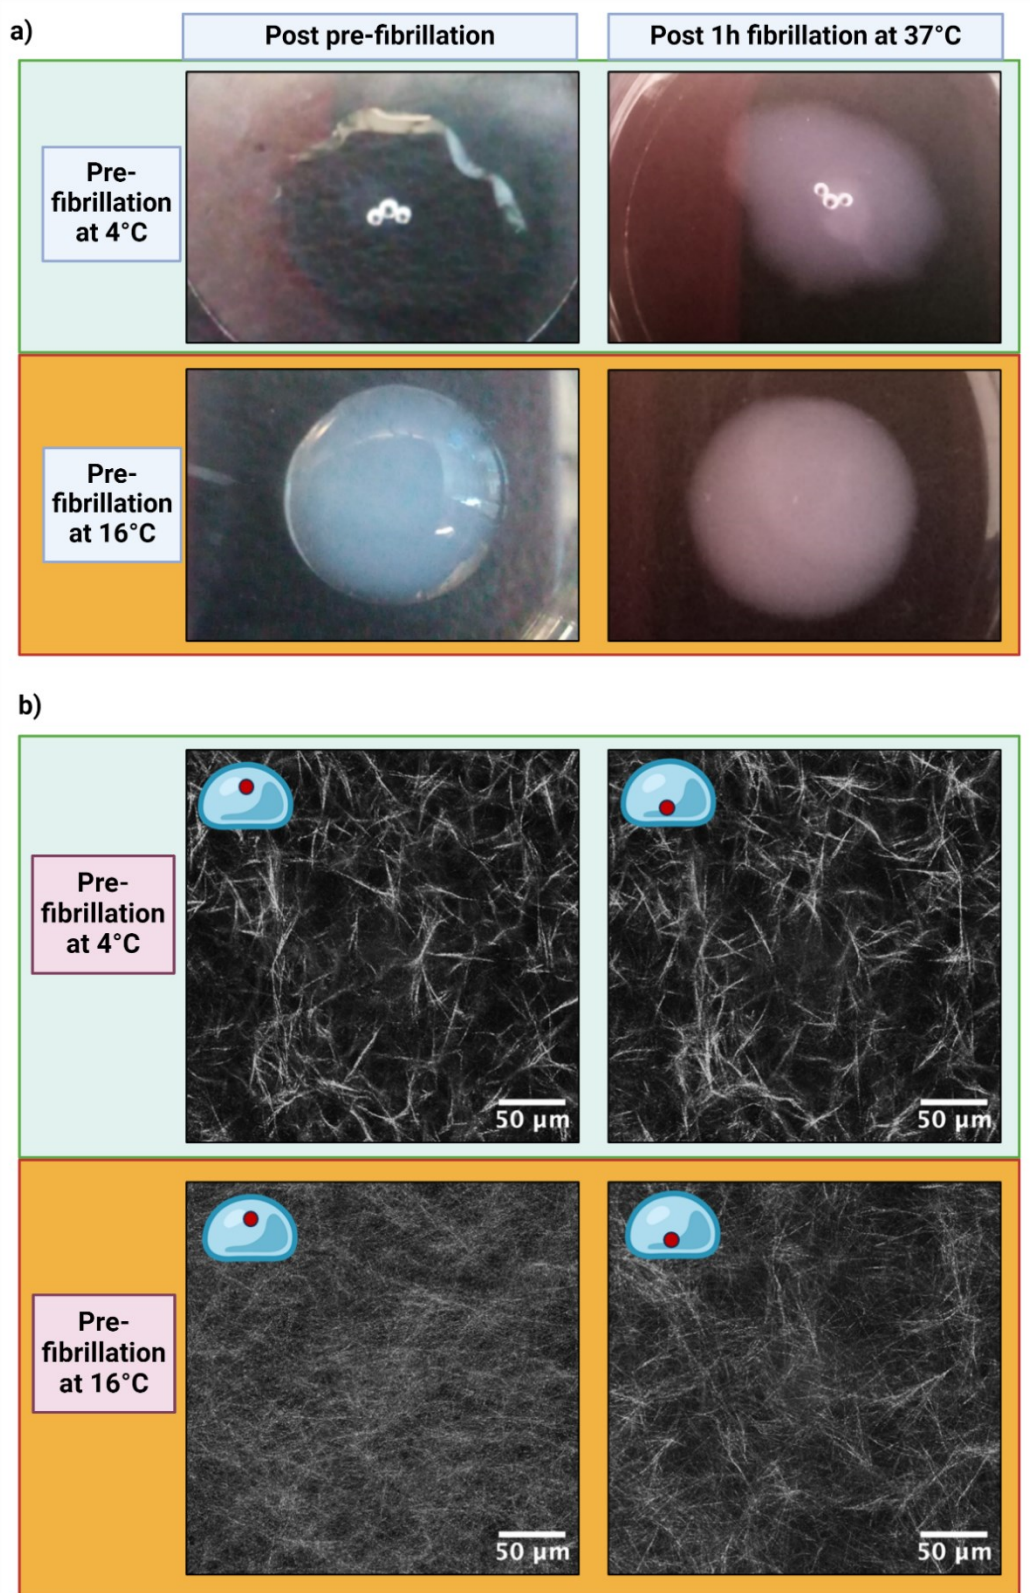 a)
Post pre-fibrillation
Post 1h fibrillation at 37°C
Pre-
fibrillation
at 4°C
Pre-
fibrillation
at 16°C
b)
Pre-
fibrillation
at 4°C
50 µm
50 µm
Pre-
fibrillation
at 16°C
50 µm
50 µm